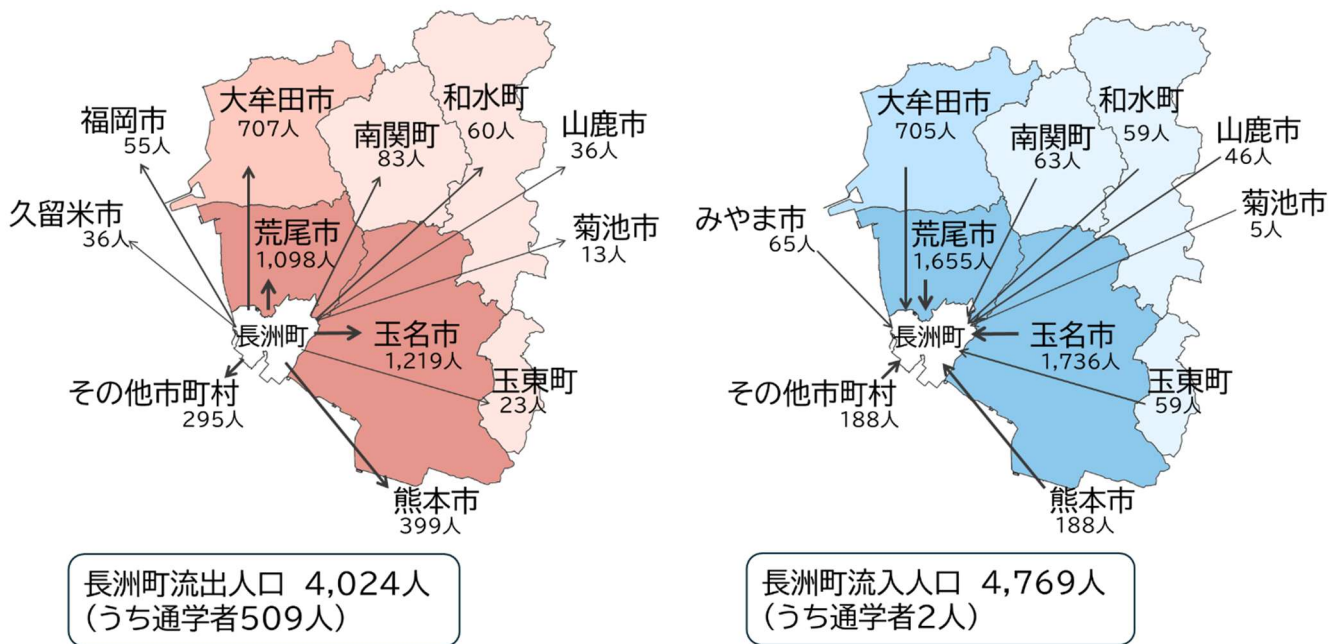 大牟田市
707人
福岡市
55人
和水町
60人
南関町
83人
山鹿市
36人
久留米市
36人
荒尾市
1,098人
菊池市
13人
長洲町
玉名市
1,219人
玉東町
23人
その他市町村
295人
熊本市
399人
長洲町流出人口 4,024人
(うち通学者509人)
大牟田市
705人
和水町
59人
南関町
63人
山鹿市
46人
菊池市
5人
みやま市
65人
荒尾市
1,655人
長洲町
玉名市
1,736人
玉東町
59人
その他市町村
188人
熊本市
188人
長洲町流入人口 4,769人
(うち通学者2人)